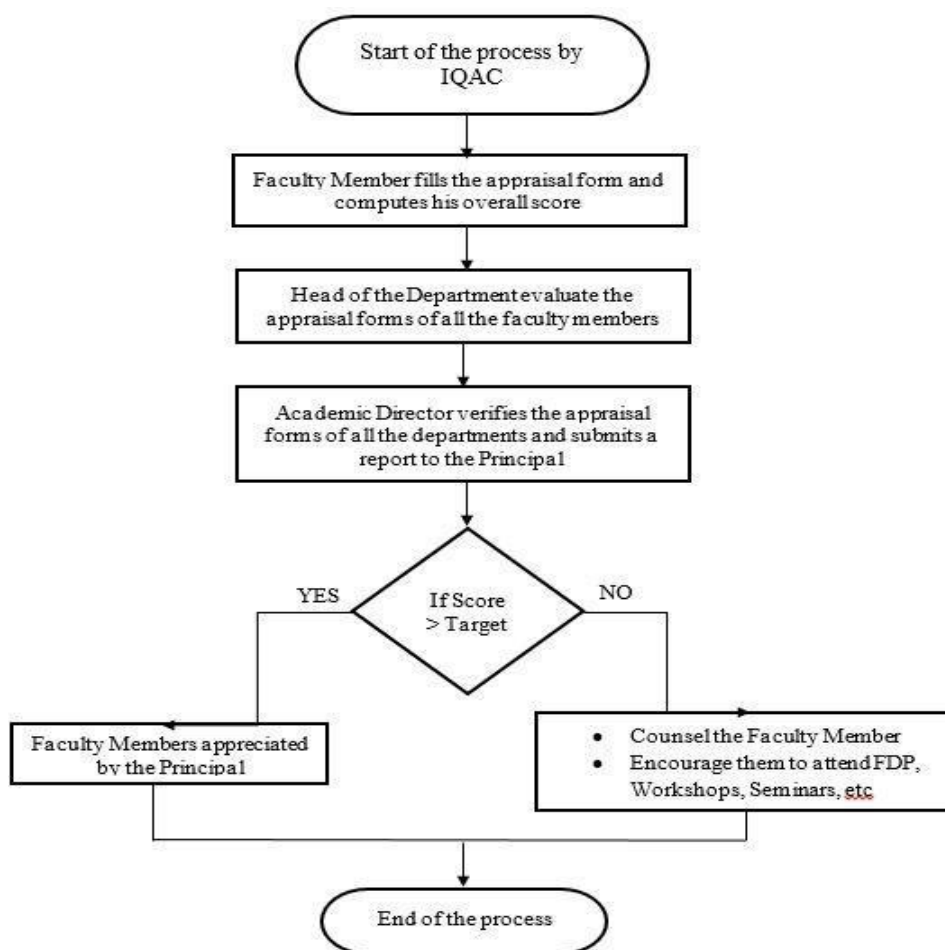 Start of the process by
IQAC
Faculty Member fills the appraisal form and
computes his overall score
Head of the Department evaluate the
appraisal forms of all the faculty members
Academic Director verifies the appraisal
forms of all the departments and submits a
report to the Principal
If Score
> Target
YES
NO
Faculty Members appreciated
by the Principal
• Counsel the Faculty Member
• Encourage them to attend FDP,
Workshops, Seminars, etc
End of the process